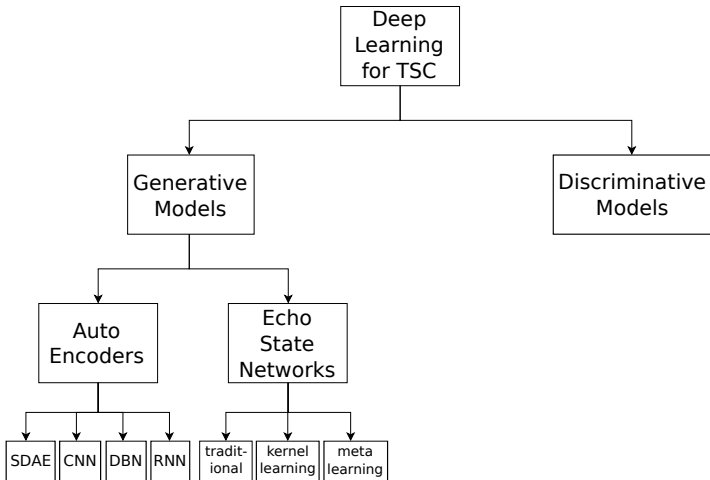 Deep
Learning
for TSC
Generative
Models
Discriminative
Models
Auto
Encoders
Echo
State
Networks
SDAE
CNN
DBN
RNN
tradit-
ional
kernel
learning
meta
learning